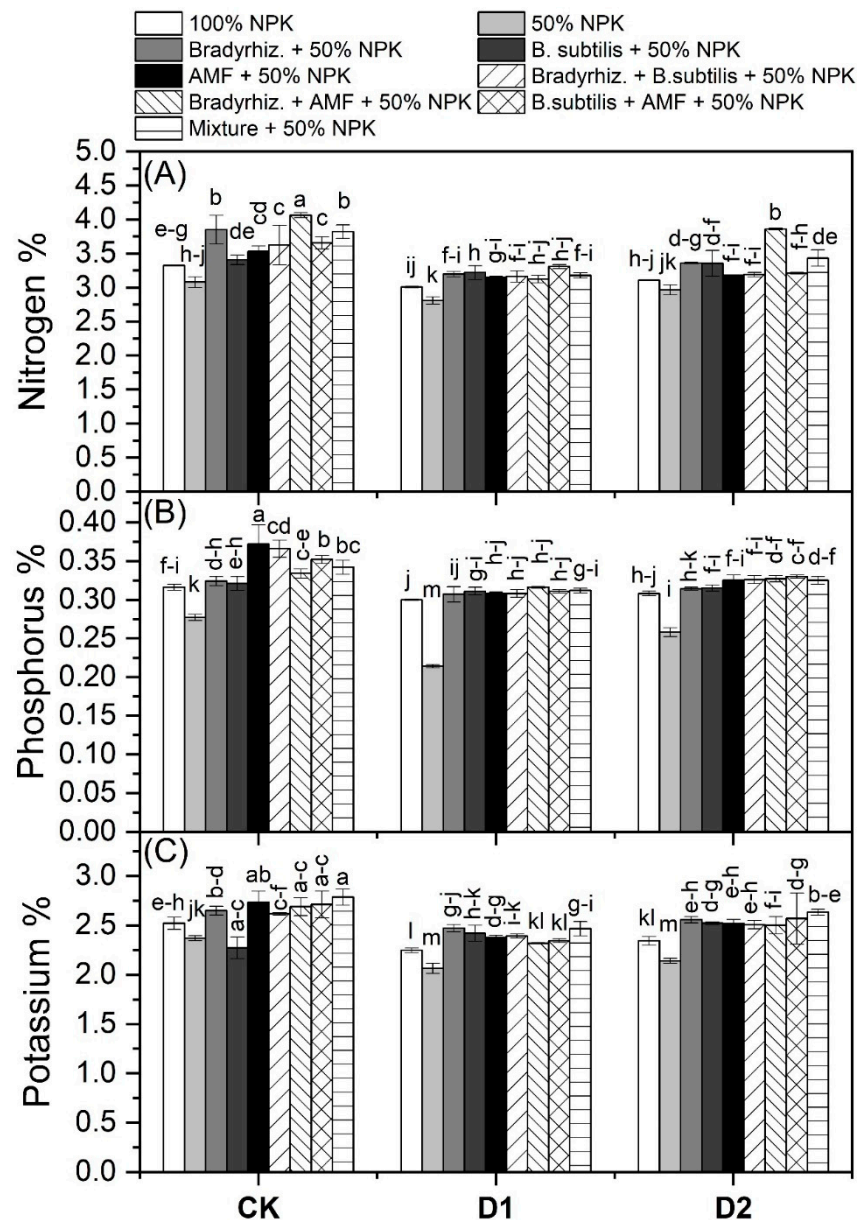 100% NPK 50% NPK
Bradyrhiz. + 50% NPK B. subtilis + 50% NPK
AMF + 50% NPK Bradyrhiz. + B.subtilis + 50% NPK
Bradyrhiz. + AMF + 50% NPK B.subtilis + AMF + 50% NPK
Mixture + 50% NPK
(A)
Nitrogen %
5.0
4.5
4.0
3.5
3.0
2.5
2.0
1.5
1.0
0.5
0.0
e-g h-j b de cd c a c b
ij k f-i h g-i f-i h-j h-j f-i
h-j jk d-g d-f f-i f-i b f-h de
(B)
Phosphorus %
0.40
0.35
0.30
0.25
0.20
0.15
0.10
0.05
0.00
f-i k d-h e-h a cd c-e b bc
j m ij g-i h-j h-j h-j h-j g-i
h-j i h-k f-i f-i f-i d-f c-f d-f
(C)
Potassium %
3.0
2.5
2.0
1.5
1.0
0.5
0.0
e-h jk b-d a-c ab c-f a-c a-c a
l m g-j h-k d-g i-k kl kl g-i
kl m e-h d-g e-h e-h f-i d-g b-e
CK D1 D2